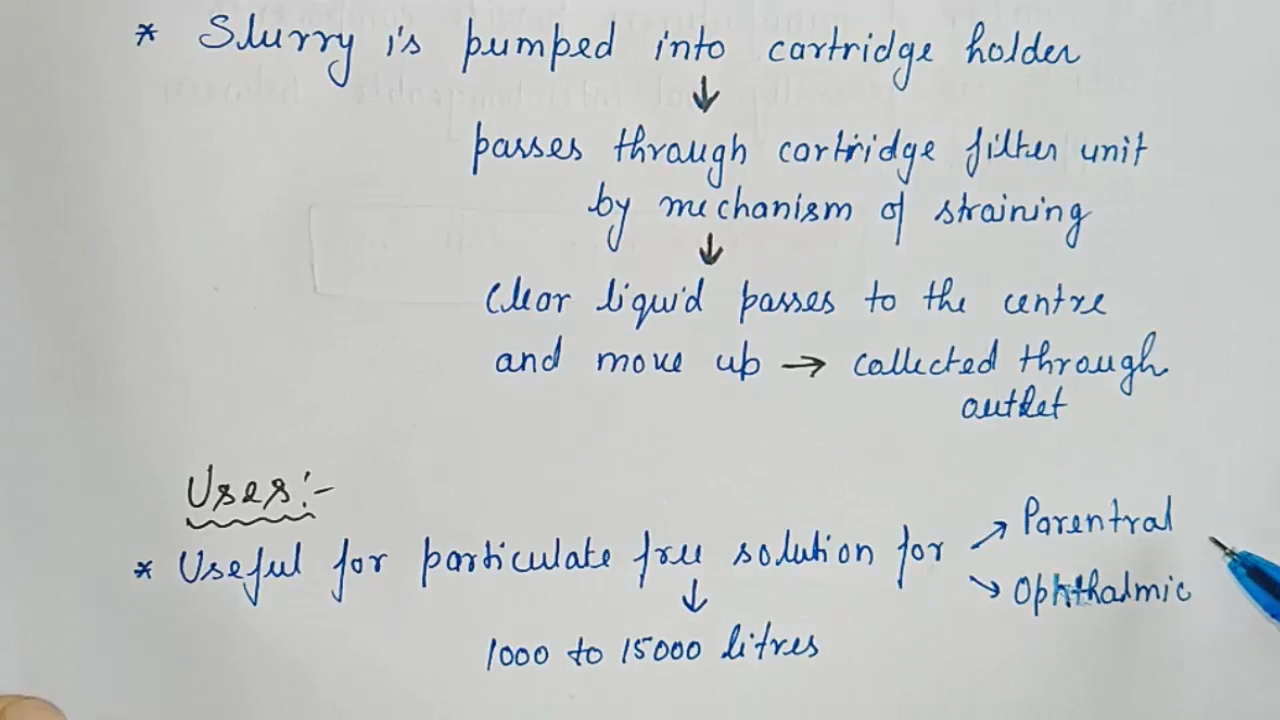 * Slurry is pumped into cartridge holder
↓
passes through cartridge filter unit
by mechanism of straining
↓
clear liquid passes to the centre
and move up → collected through
outlet
Uses:-
* Useful for particulate free solution for → Parentral
→ Ophthalmic
↓
1000 to 15000 litres